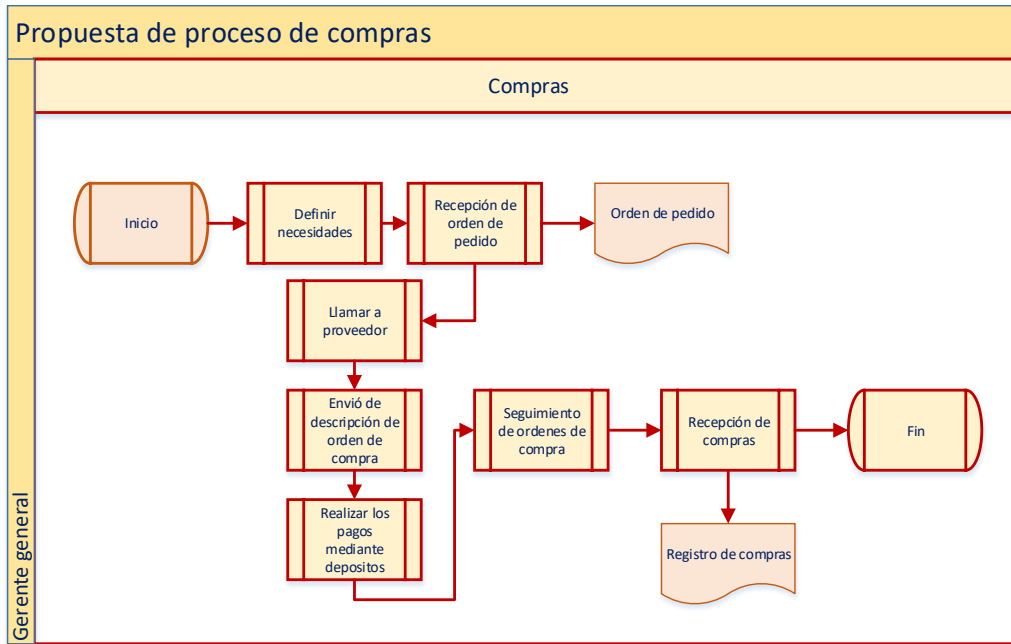 Propuesta de proceso de compras
Compras
Gerente general
Inicio
Definir
necesidades
Recepción de
orden de
pedido
Orden de pedido
Llamar a
proveedor
Envió de
descripción de
orden de
compra
Realizar los
pagos
mediante
depositos
Seguimiento
de ordenes de
compra
Recepción de
compras
Fin
Registro de compras